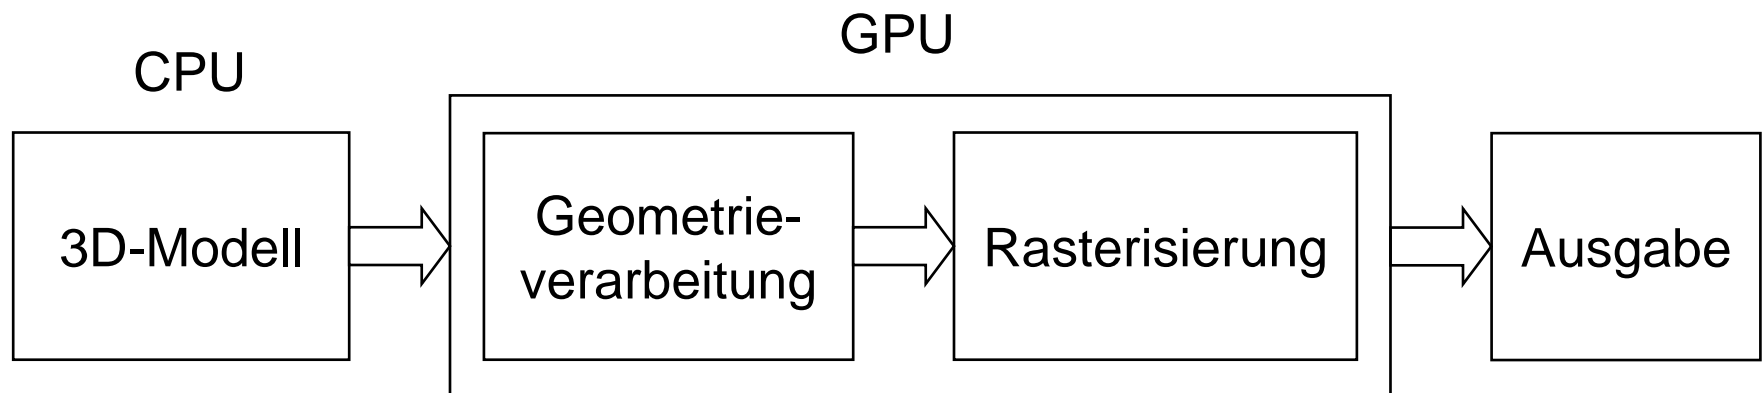 CPU
GPU
3D-Modell
Geometrie-
verarbeitung
Rasterisierung
Ausgabe